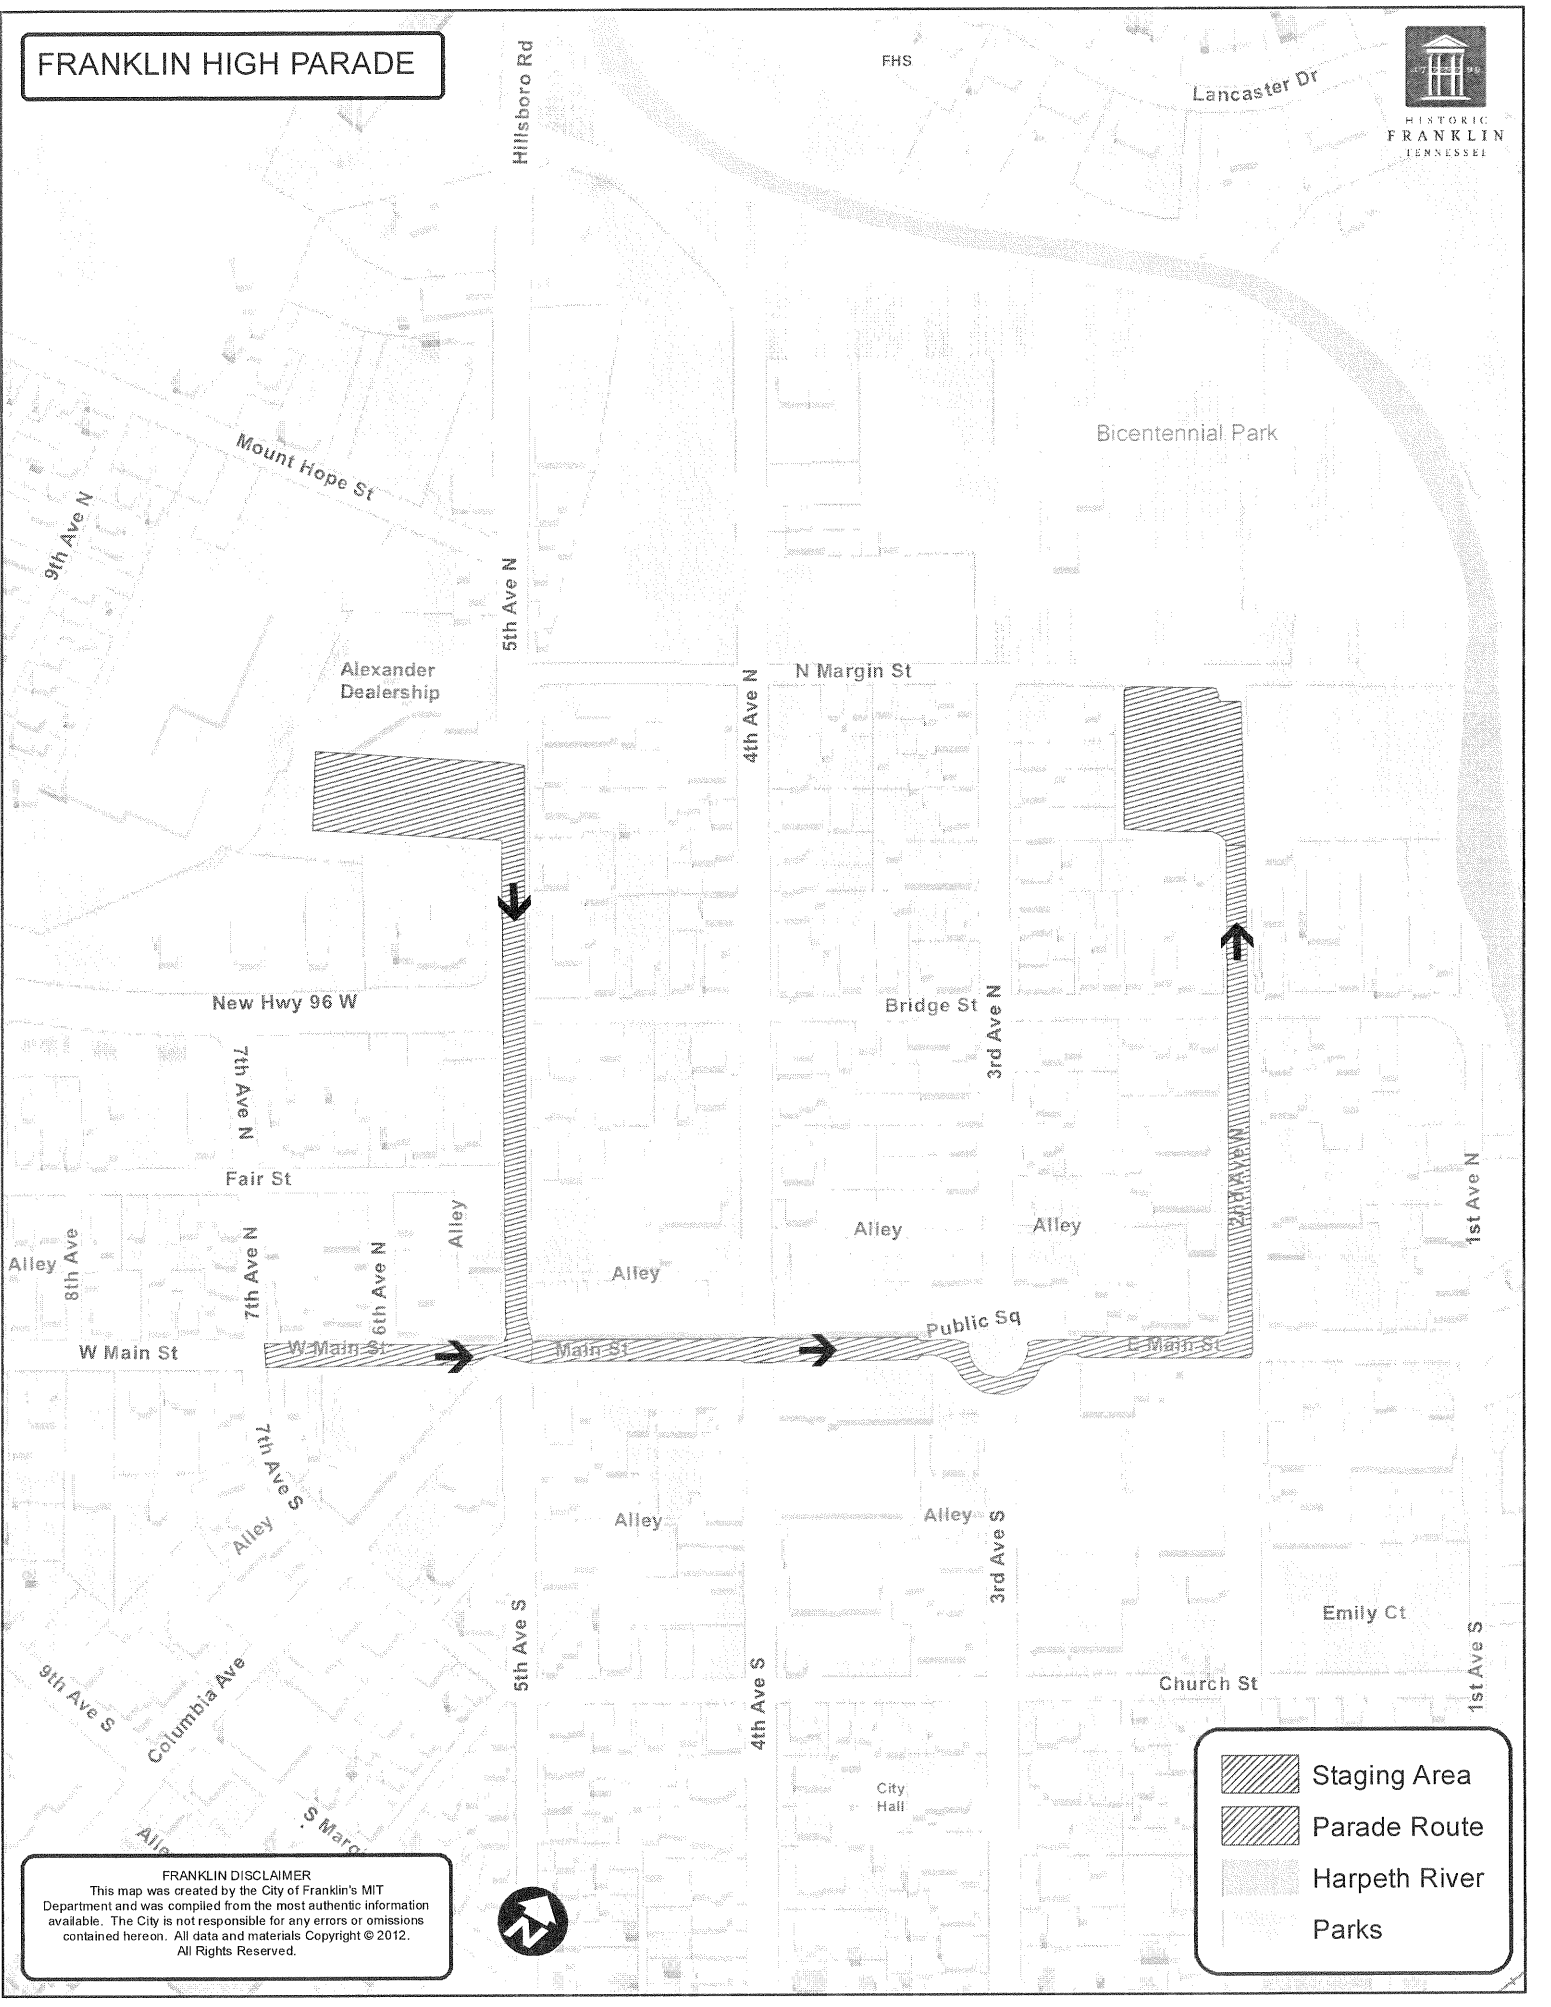 FRANKLIN HIGH PARADE
Hillsboro Rd
FHS
Lancaster Dr
HISTORIC
FRANKLIN
TENNESSEE
Bicentennial Park
Mount Hope St
9th Ave N
5th Ave N
Alexander
Dealership
N Margin St
4th Ave N
New Hwy 96 W
Bridge St
3rd Ave N
7th Ave N
2nd Ave N
1st Ave N
Fair St
Alley
Alley
Alley
Alley
8th Ave
7th Ave N
6th Ave N
Alley
Public Sq
W Main St
W Main St
Main St
E Main St
7th Ave S
Alley
Alley
Alley
3rd Ave S
5th Ave S
Emily Ct
1st Ave S
9th Ave S
Columbia Ave
4th Ave S
Church St
City
Hall
S Marg
Alle
Staging Area
Parade Route
Harpeth River
Parks
FRANKLIN DISCLAIMER
This map was created by the City of Franklin's MIT
Department and was compiled from the most authentic information
available. The City is not responsible for any errors or omissions
contained hereon. All data and materials Copyright © 2012.
All Rights Reserved.
N